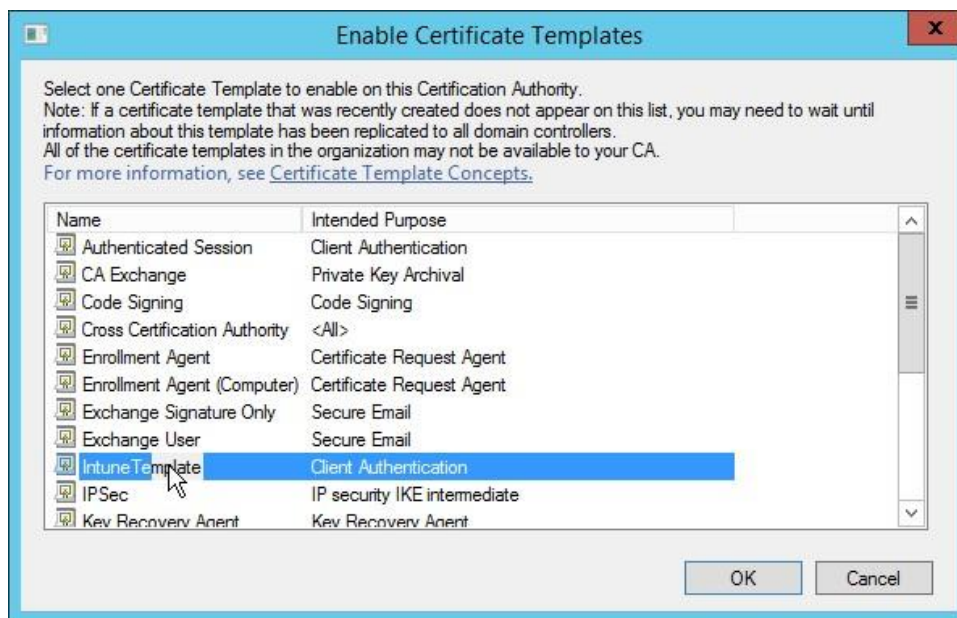 Enable Certificate Templates
x
Select one Certificate Template to enable on this Certification Authority.
Note: If a certificate template that was recently created does not appear on this list, you may need to wait until
information about this template has been replicated to all domain controllers.
All of the certificate templates in the organization may not be available to your CA.
For more information, see Certificate Template Concepts.
Name Intended Purpose
Authenticated Session Client Authentication
CA Exchange Private Key Archival
Code Signing Code Signing
Cross Certification Authority <All>
Enrollment Agent Certificate Request Agent
Enrollment Agent (Computer) Certificate Request Agent
Exchange Signature Only Secure Email
Exchange User Secure Email
IntuneTemplate Client Authentication
IPSec IP security IKE intermediate
Key Recovery Agent Key Recovery Agent
OK Cancel